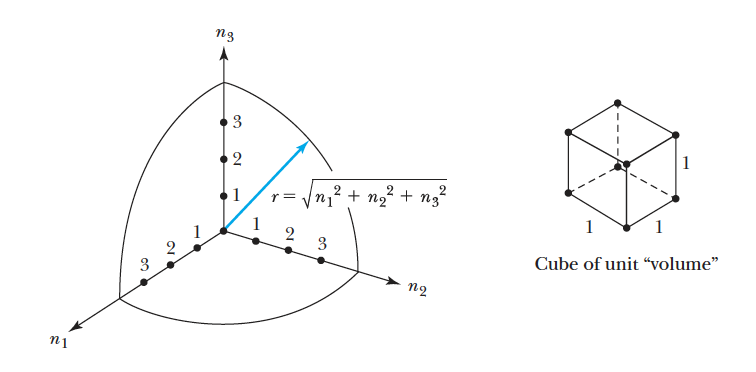 n₃
3
2
1
r = √n₁² + n₂² + n₃²
1
2
3
1
2
3
n₂
n₁
1
1
1
Cube of unit “volume”